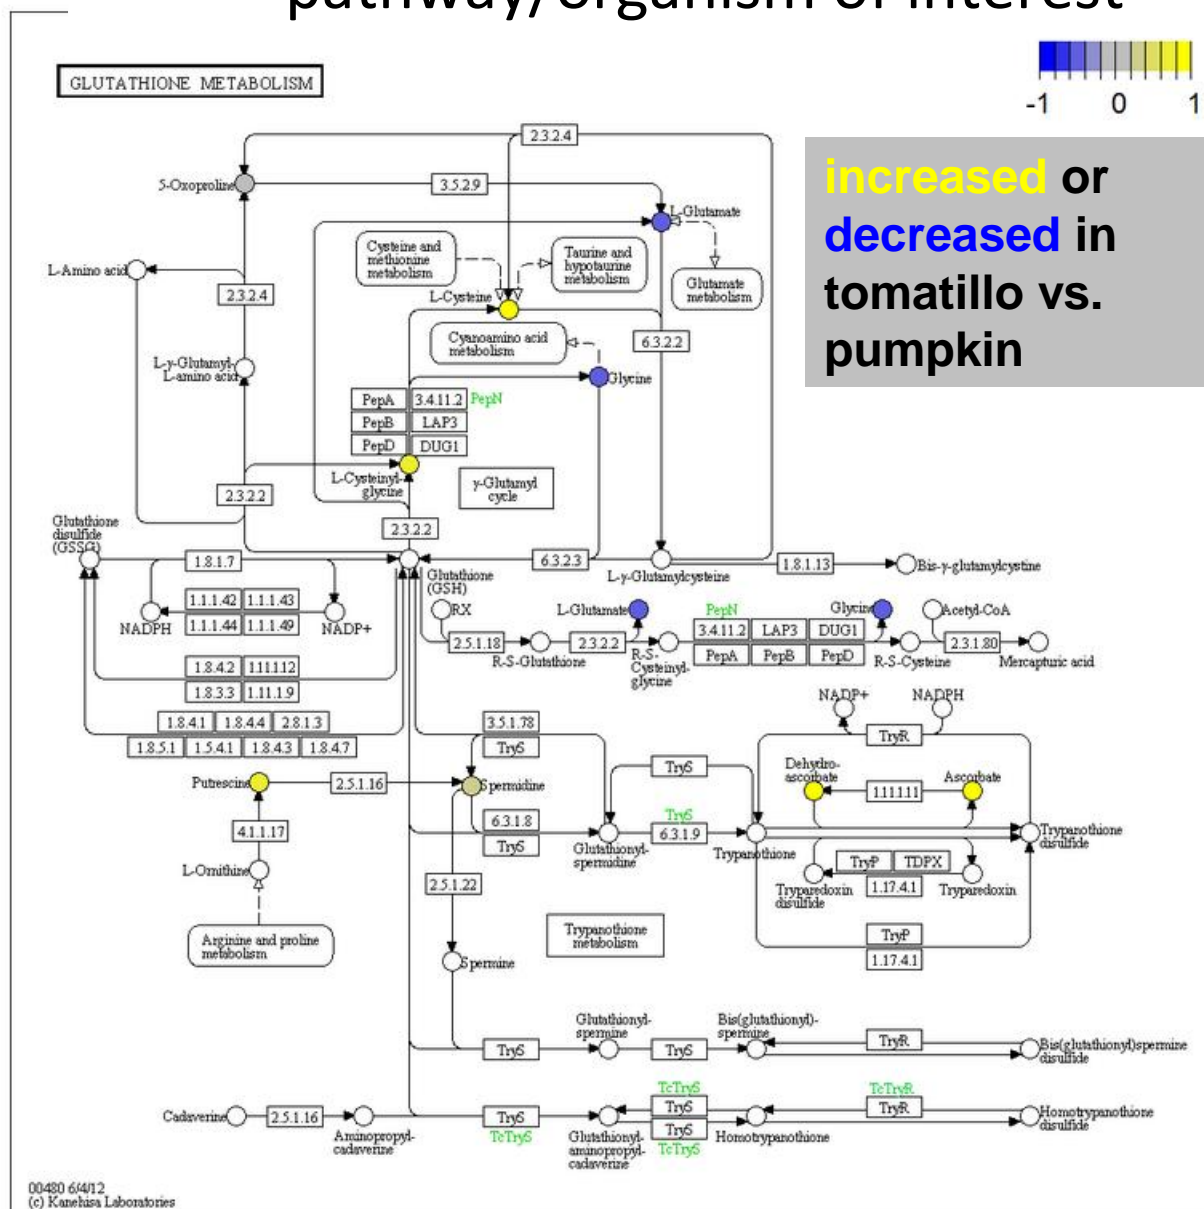 pathway/organism of interest
GLUTATHIONE METABOLISM
-1 0 1
increased or
decreased in
tomatillo vs.
pumpkin
2.3.2.4
5-Oxoproline
3.5.2.9
L-Glutamate
Cysteine and
methionine
metabolism
Taurine and
hypotaurine
metabolism
Glutamate
metabolism
L-Amino acid
2.3.2.4
L-Cysteine
Cyanoamino acid
metabolism
6.3.2.2
L-γ-Glutamyl-
L-amino acid
Glycine
PepA 3.4.11.2 PepN
PepB LAP3
PepD DUG1
L-Cysteinyl-
glycine
γ-Glutamyl
cycle
2.3.2.2
2.3.2.2
Glutathione
disulfide
(GSSG)
1.8.1.7
Glutathione
(GSH)
6.3.2.3
L-γ-Glutamylcysteine
1.8.1.13
Bis-γ-glutamylcystine
NADPH
1.1.1.42 1.1.1.43
1.1.1.44 1.1.1.49
NADP+
RX
L-Glutamate
PepN
Glycine
Acetyl-CoA
2.5.1.18
R-S-Glutathione
2.3.2.2
R-S-
Cysteinyl-
glycine
3.4.11.2 LAP3 DUG1
PepA PepB PepD
R-S-Cysteine
2.3.1.80
Mercapturic acid
1.8.4.2 1.11.1.12
1.8.3.3 1.11.1.9
1.8.4.1 1.8.4.4 2.8.1.3
1.8.5.1 1.5.4.1 1.8.4.3 1.8.4.7
NADP+
NADPH
TryR
3.5.1.78
TryS
Putrescine
2.5.1.16
Spermidine
TryS
Dehydro-
ascorbate
1.11.1.11
Ascorbate
4.1.1.17
6.3.1.8
TryS
Glutathionyl-
spermidine
TryS
6.3.1.9
Trypanothione
Trypanothione
disulfide
L-Ornithine
2.5.1.22
TryP TDPX
1.17.4.1
Tryparedoxin
disulfide
Tryparedoxin
Arginine and proline
metabolism
Trypanothione
metabolism
TryP
1.17.4.1
Spermine
TryS
Glutathionyl-
spermine
TryS
Bis(glutathionyl)-
spermine
TryR
Bis(glutathionyl)spermine
disulfide
Cadaverine
2.5.1.16
Aminopropyl-
cadaverine
TryS
TcTryS
Glutathionyl-
aminopropyl-
cadaverine
TcTryS
TryS
TryS
TcTryS
Homotrypanothione
TcTryR
TryR
Homotrypanothione
disulfide
00480 6/4/12
(c) Kanehisa Laboratories